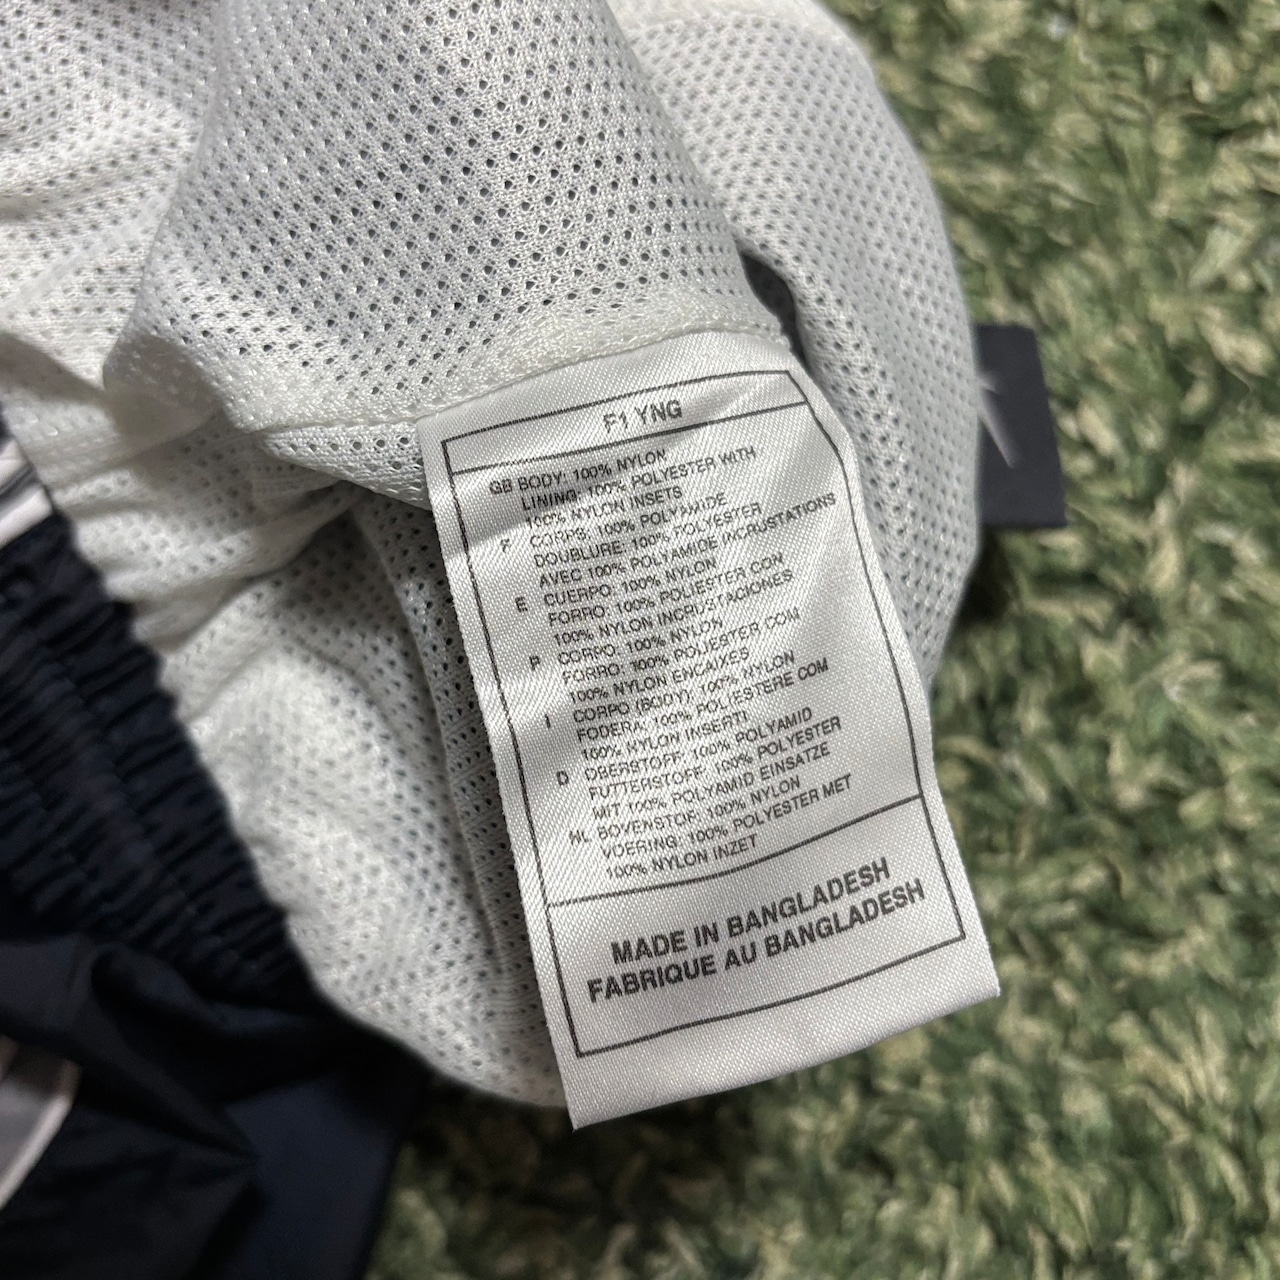 F1 YNG
GB BODY: 100% NYLON
LINING: 100% POLYESTER WITH
100% NYLON INSETS
F CORPS: 100% POLYAMIDE
DOUBLURE: 100% POLYESTER
AVEC 100% POLYAMIDE INCRUSTATIONS
E CUERPO: 100% NYLON
FORRO: 100% POLIESTER CON
100% NYLON INCRUSTACIONES
P CORPO: 100% NYLON
FORRO: 100% POLIESTER COM
100% NYLON ENCAIXES
I CORPO (BODY): 100% NYLON
FODERA: 100% POLIESTERE COM
100% NYLON INSERTI
D OBERSTOFF: 100% POLYAMID
FUTTERSTOFF: 100% POLYESTER
MIT 100% POLYAMID EINSATZE
NL BOVENSTOF: 100% NYLON
VOERING: 100% POLYESTER MET
100% NYLON INZET
MADE IN BANGLADESH
FABRIQUE AU BANGLADESH